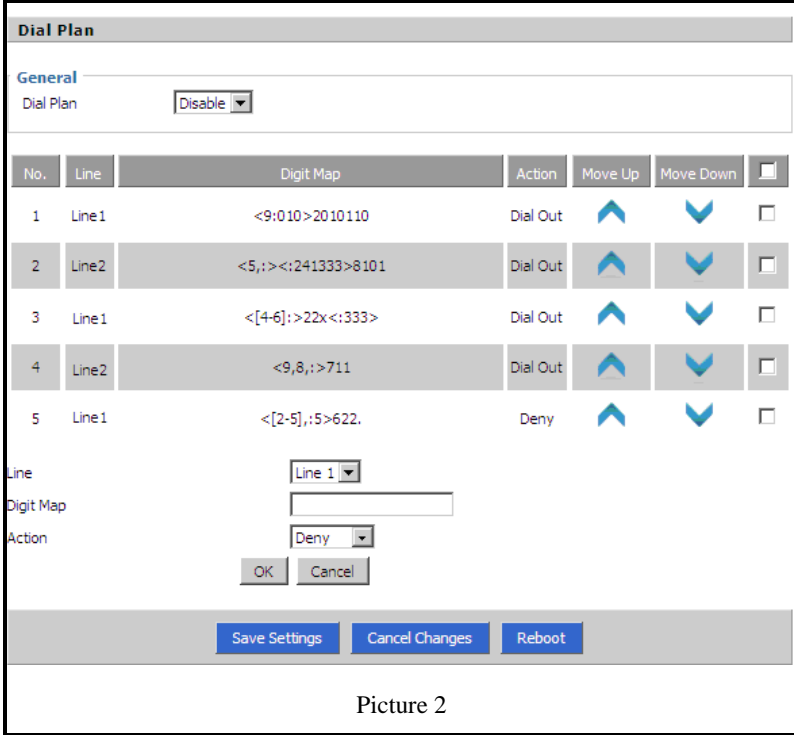 Dial Plan
General
Dial Plan Disable
No. Line Digit Map Action Move Up Move Down
1 Line1 <9:010>2010110 Dial Out
2 Line2 <5,:><:241333>8101 Dial Out
3 Line1 <[4-6]:>22x<:333> Dial Out
4 Line2 <9,8,:>711 Dial Out
5 Line1 <[2-5],:5>622. Deny
Line Line 1
Digit Map
Action Deny
OK Cancel
Save Settings Cancel Changes Reboot
Picture 2